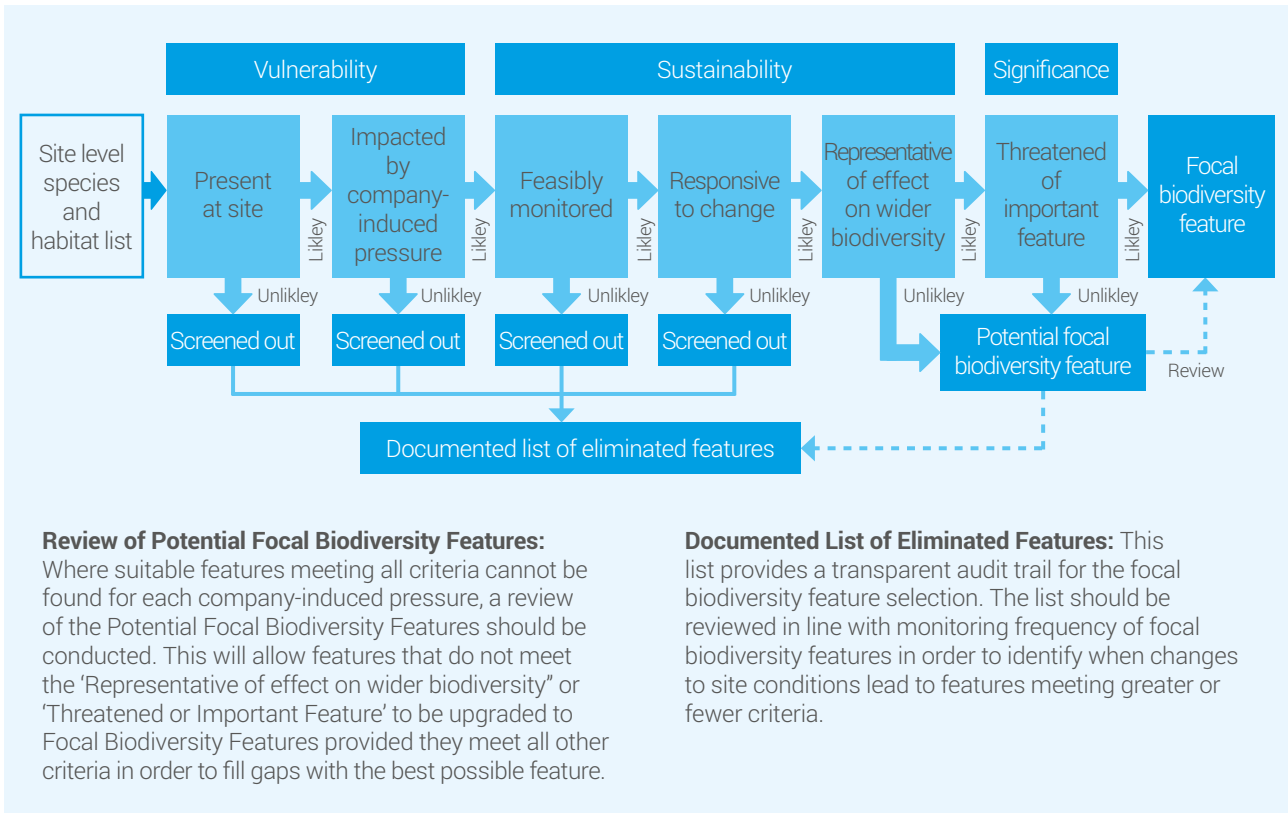 Vulnerability
Sustainability
Significance
Site level
species
and
habitat list
Present
at site
Likley
Impacted
by
company-
induced
pressure
Likley
Feasibly
monitored
Likley
Responsive
to change
Likley
Representative
of effect
on wider
biodiversity
Likley
Threatened
of
important
feature
Likley
Focal
biodiversity
feature
Unlikley
Unlikley
Unlikley
Unlikley
Unlikley
Unlikley
Screened out
Screened out
Screened out
Screened out
Potential focal
biodiversity feature
Review
Documented list of eliminated features
Review of Potential Focal Biodiversity Features:
Where suitable features meeting all criteria cannot be
found for each company-induced pressure, a review
of the Potential Focal Biodiversity Features should be
conducted. This will allow features that do not meet
the ‘Representative of effect on wider biodiversity” or
‘Threatened or Important Feature’ to be upgraded to
Focal Biodiversity Features provided they meet all other
criteria in order to fill gaps with the best possible feature.
Documented List of Eliminated Features: This
list provides a transparent audit trail for the focal
biodiversity feature selection. The list should be
reviewed in line with monitoring frequency of focal
biodiversity features in order to identify when changes
to site conditions lead to features meeting greater or
fewer criteria.